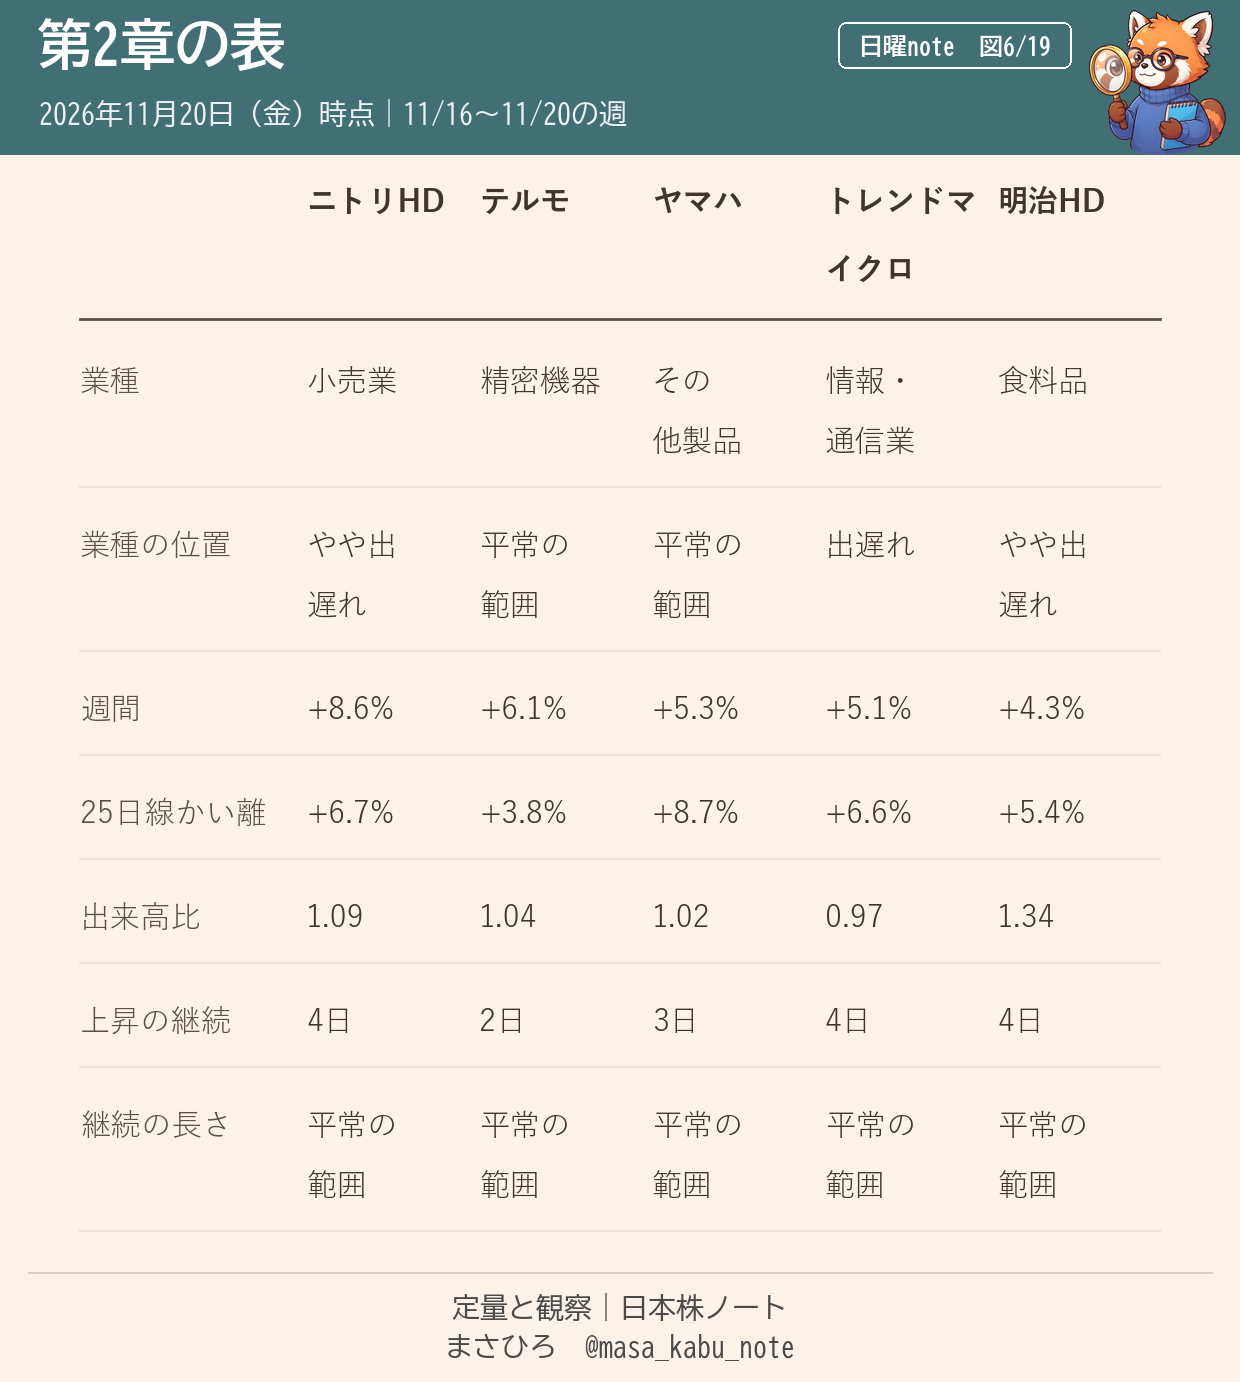 第2章の表
日曜note 図6/19
2026年11月20日（金）時点｜11/16〜11/20の週
ニトリHD テルモ ヤマハ トレンドマ 明治HD
イクロ
業種 小売業 精密機器 その 情報・ 食料品
他製品 通信業
業種の位置 やや出 平常の 平常の 出遅れ やや出
遅れ 範囲 範囲 遅れ
週間 +8.6% +6.1% +5.3% +5.1% +4.3%
25日線かい離 +6.7% +3.8% +8.7% +6.6% +5.4%
出来高比 1.09 1.04 1.02 0.97 1.34
上昇の継続 4日 2日 3日 4日 4日
継続の長さ 平常の 平常の 平常の 平常の 平常の
範囲 範囲 範囲 範囲 範囲
定量と観察｜日本株ノート
まさひろ @masa_kabu_note